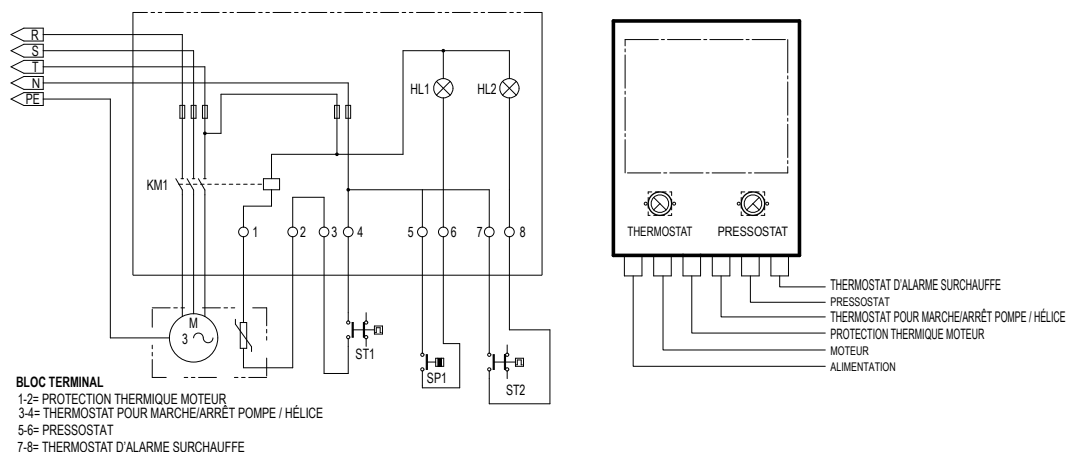 R
S
T
N
PE
HL1
HL2
KM1
1
2
3
4
5
6
7
8
M
3
ST1
SP1
ST2
BLOC TERMINAL
1-2= PROTECTION THERMIQUE MOTEUR
3-4= THERMOSTAT POUR MARCHE/ARRÊT POMPE / HÉLICE
5-6= PRESSOSTAT
7-8= THERMOSTAT D'ALARME SURCHAUFFE
THERMOSTAT
PRESSOSTAT
THERMOSTAT D'ALARME SURCHAUFFE
PRESSOSTAT
THERMOSTAT POUR MARCHE/ARRÊT POMPE / HÉLICE
PROTECTION THERMIQUE MOTEUR
MOTEUR
ALIMENTATION